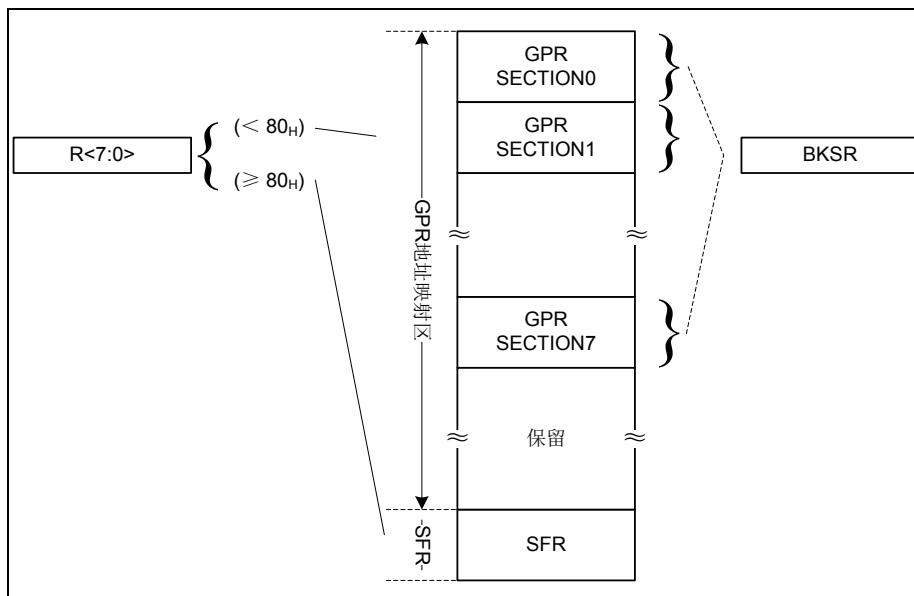 GPR
SECTION0
(＜ 80H)
R<7:0>
(≥ 80H)
GPR
SECTION1
BKSR
GPR地址映射区
GPR
SECTION7
保留
-SFR-
SFR